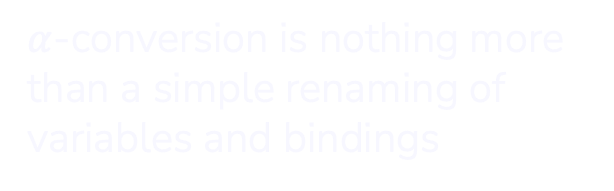 α-conversion is nothing more
than a simple renaming of
variables and bindings